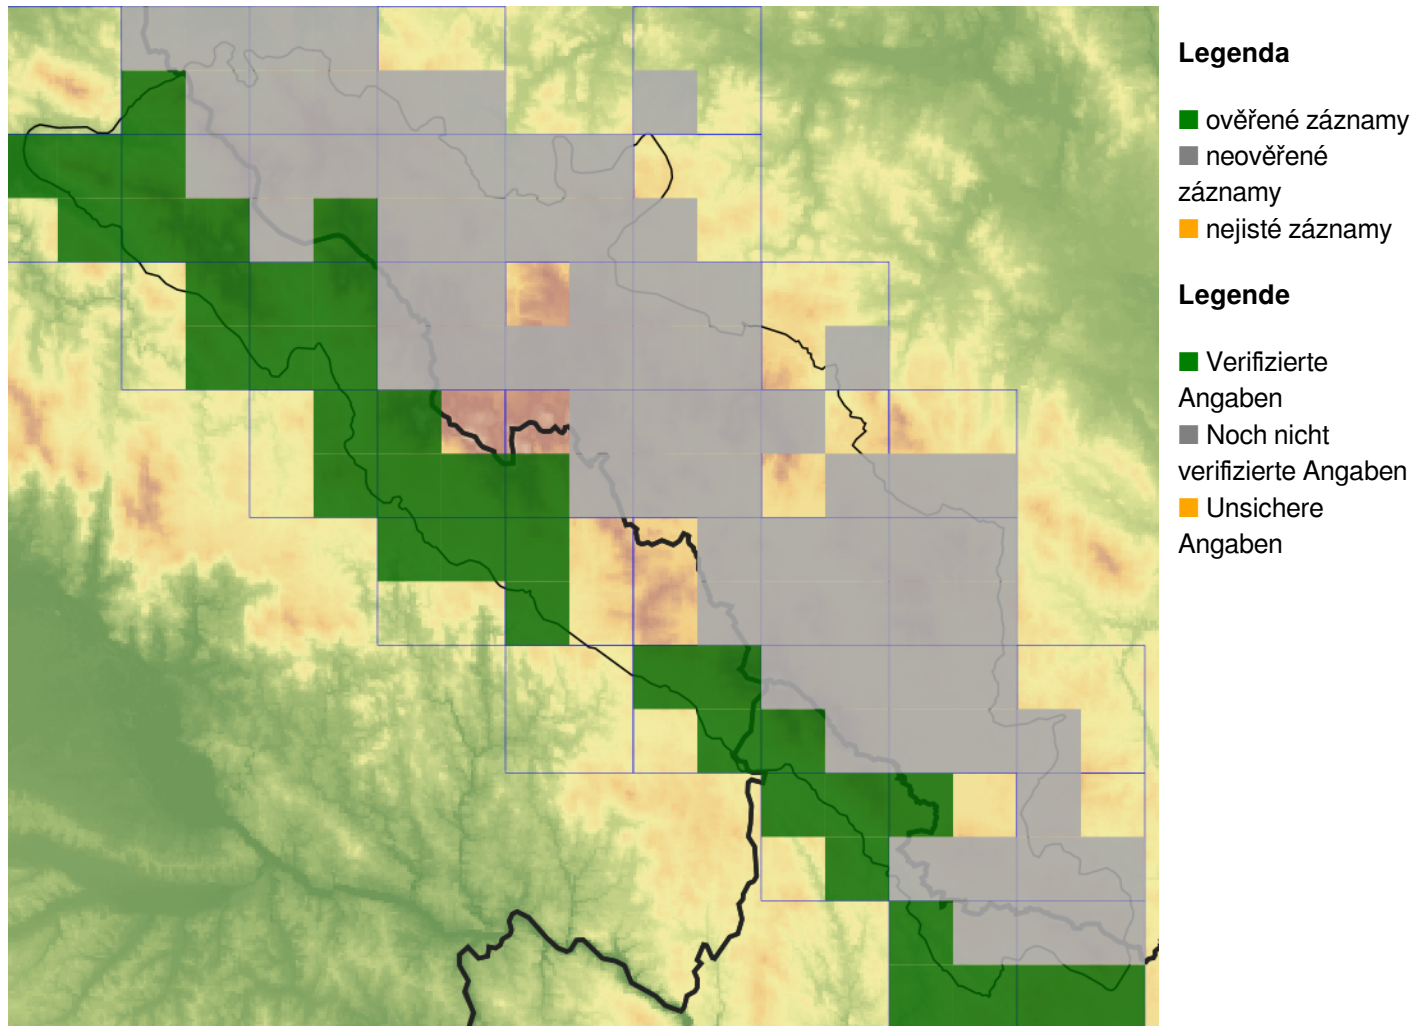 Legenda
ověřené záznamy
neověřené
záznamy
nejisté záznamy
Legende
Verifizierte
Angaben
Noch nicht
verifizierte Angaben
Unsichere
Angaben